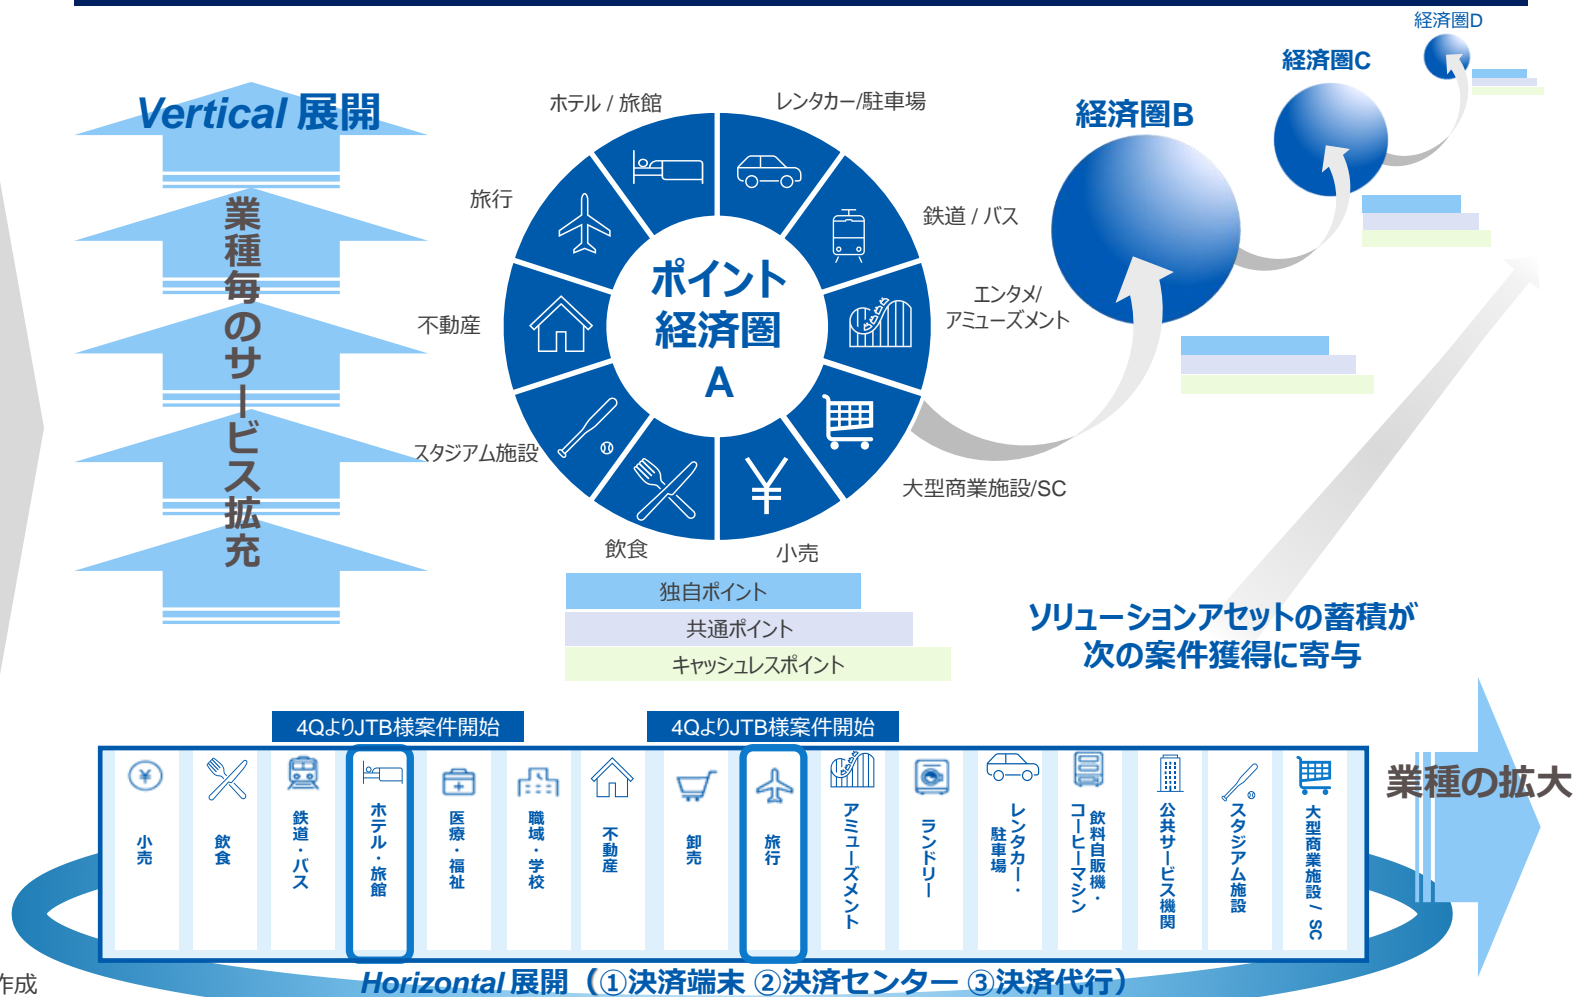 経済圏D
経済圏C
経済圏B
Vertical 展開
業種毎のサービス拡充
ホテル / 旅館
レンタカー/駐車場
旅行
鉄道 / バス
不動産
エンタメ/
アミューズメント
スタジアム施設
大型商業施設/SC
飲食
小売
ポイント
経済圏
A
独自ポイント
共通ポイント
キャッシュレスポイント
ソリューションアセットの蓄積が
次の案件獲得に寄与
4QよりJTB様案件開始
4QよりJTB様案件開始
小売
飲食
鉄道・バス
ホテル・旅館
医療・福祉
職域・学校
不動産
卸売
旅行
アミューズメント
ランドリー
レンタカー・
駐車場
飲料自販機・
コーヒーマシン
公共サービス機関
スタジアム施設
大型商業施設 / SC
業種の拡大
Horizontal 展開（①決済端末 ②決済センター ③決済代行）
作成